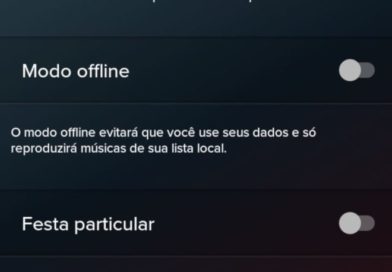 Modo offline
O modo offline evitará que você use seus dados e só
reproduzirá músicas de sua lista local.
Festa particular